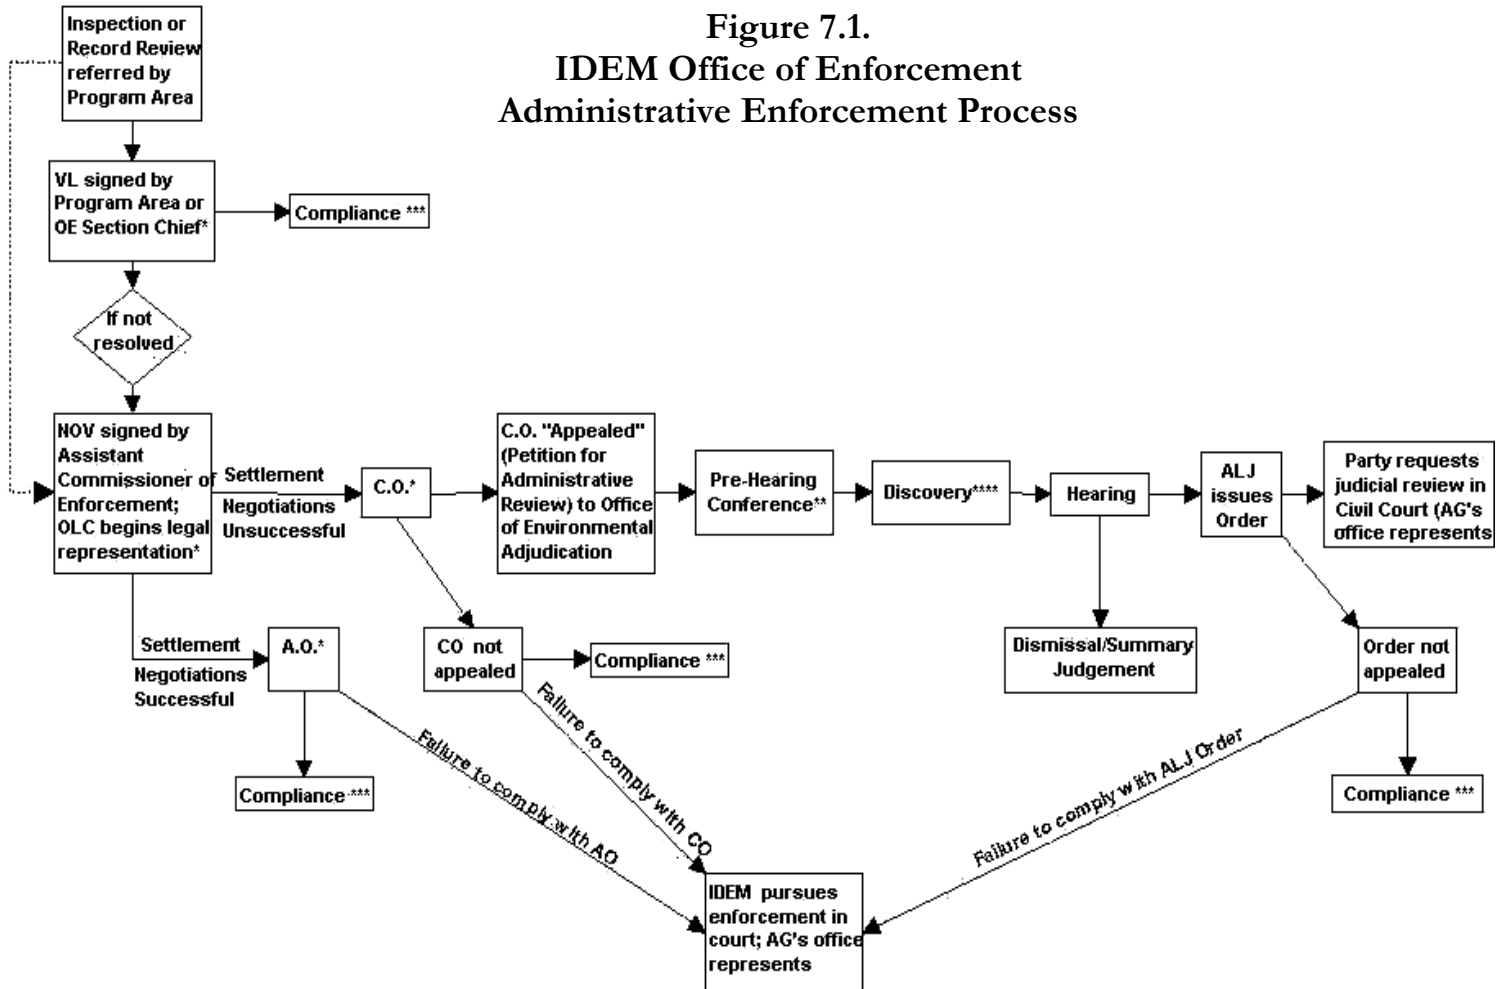 Figure 7.1.
IDEM Office of Enforcement
Administrative Enforcement Process
Inspection or
Record Review
referred by
Program Area
VL signed by
Program Area or
OE Section Chief*
Compliance ***
If not
resolved
NOV signed by
Assistant
Commissioner of
Enforcement;
OLC begins legal
representation*
Settlement
Negotiations
Unsuccessful
C.O.*
C.O. "Appealed"
(Petition for
Administrative
Review) to Office
of Environmental
Adjudication
Pre-Hearing
Conference**
Discovery****
Hearing
ALJ
issues
Order
Party requests
judicial review in
Civil Court (AG's
office represents
Settlement
Negotiations
Successful
A.O.*
CO not
appealed
Compliance ***
Dismissal/Summary
Judgement
Order not
appealed
Compliance ***
Failure to comply with AO
Failure to comply with CO
Failure to comply with ALJ Order
Compliance ***
IDEM pursues
enforcement in
court; AG's office
represents